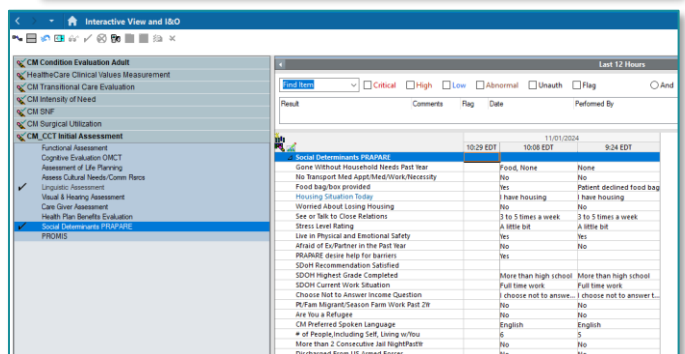 Interactive View and I&O
CM Condition Evaluation Adult
HealtheCare Clinical Values Measurement
CM Transitional Care Evaluation
CM Intensity of Need
CM SNF
CM Surgical Utilization
CM_CCT Initial Assessment
Functional Assessment
Cognitive Evaluation OMCT
Assessment of Life Planning
Assess Cultural Needs/Comm Rsrcs
Linguistic Assessment
Visual & Hearing Assessment
Care Giver Assessment
Health Plan Benefits Evaluation
Social Determinants PRAPARE
PROMIS
Last 12 Hours
Find Item Critical High Low Abnormal Unauth Flag And
Result Comments Flag Date Performed By
11/01/2024
10:29 EDT 10:08 EDT 9:24 EDT
Social Determinants PRAPARE
Gone Without Household Needs Past Year Food, None None
No Transport Med Appt/Med/Work/Necessity No No
Food bag/box provided Yes Patient declined food bag
Housing Situation Today I have housing I have housing
Worried About Losing Housing No No
See or Talk to Close Relations 3 to 5 times a week 3 to 5 times a week
Stress Level Rating A little bit A little bit
Live in Physical and Emotional Safety Yes Yes
Afraid of Ex/Partner in the Past Year No No
PRAPARE desire help for barriers Yes
SDoH Recommendation Satisfied
SDOH Highest Grade Completed More than high school More than high school
SDOH Current Work Situation Full time work Full time work
Choose Not to Answer Income Question I choose not to answe... I choose not to answer t...
Pt/Fam Migrant/Season Farm Work Past 2Yr No No
Are You a Refugee No No
CM Preferred Spoken Language English English
# of People,Including Self, Living w/You 6 5
More than 2 Consecutive Jail NightPastYr No No
Discharged From US Armed Forces No No